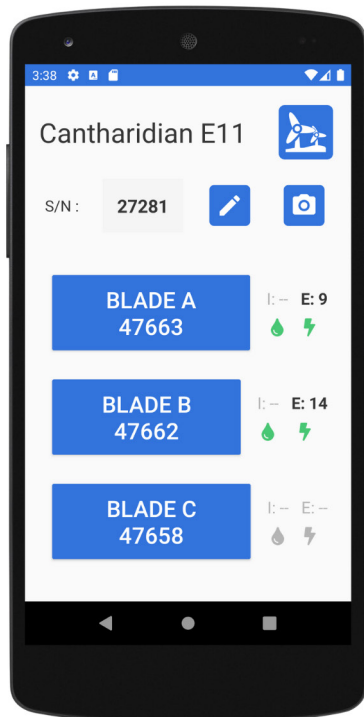 3:38
Cantharidian E11
S/N : 27281
BLADE A
47663
I: -- E: 9
BLADE B
47662
I: -- E: 14
BLADE C
47658
I: -- E: --